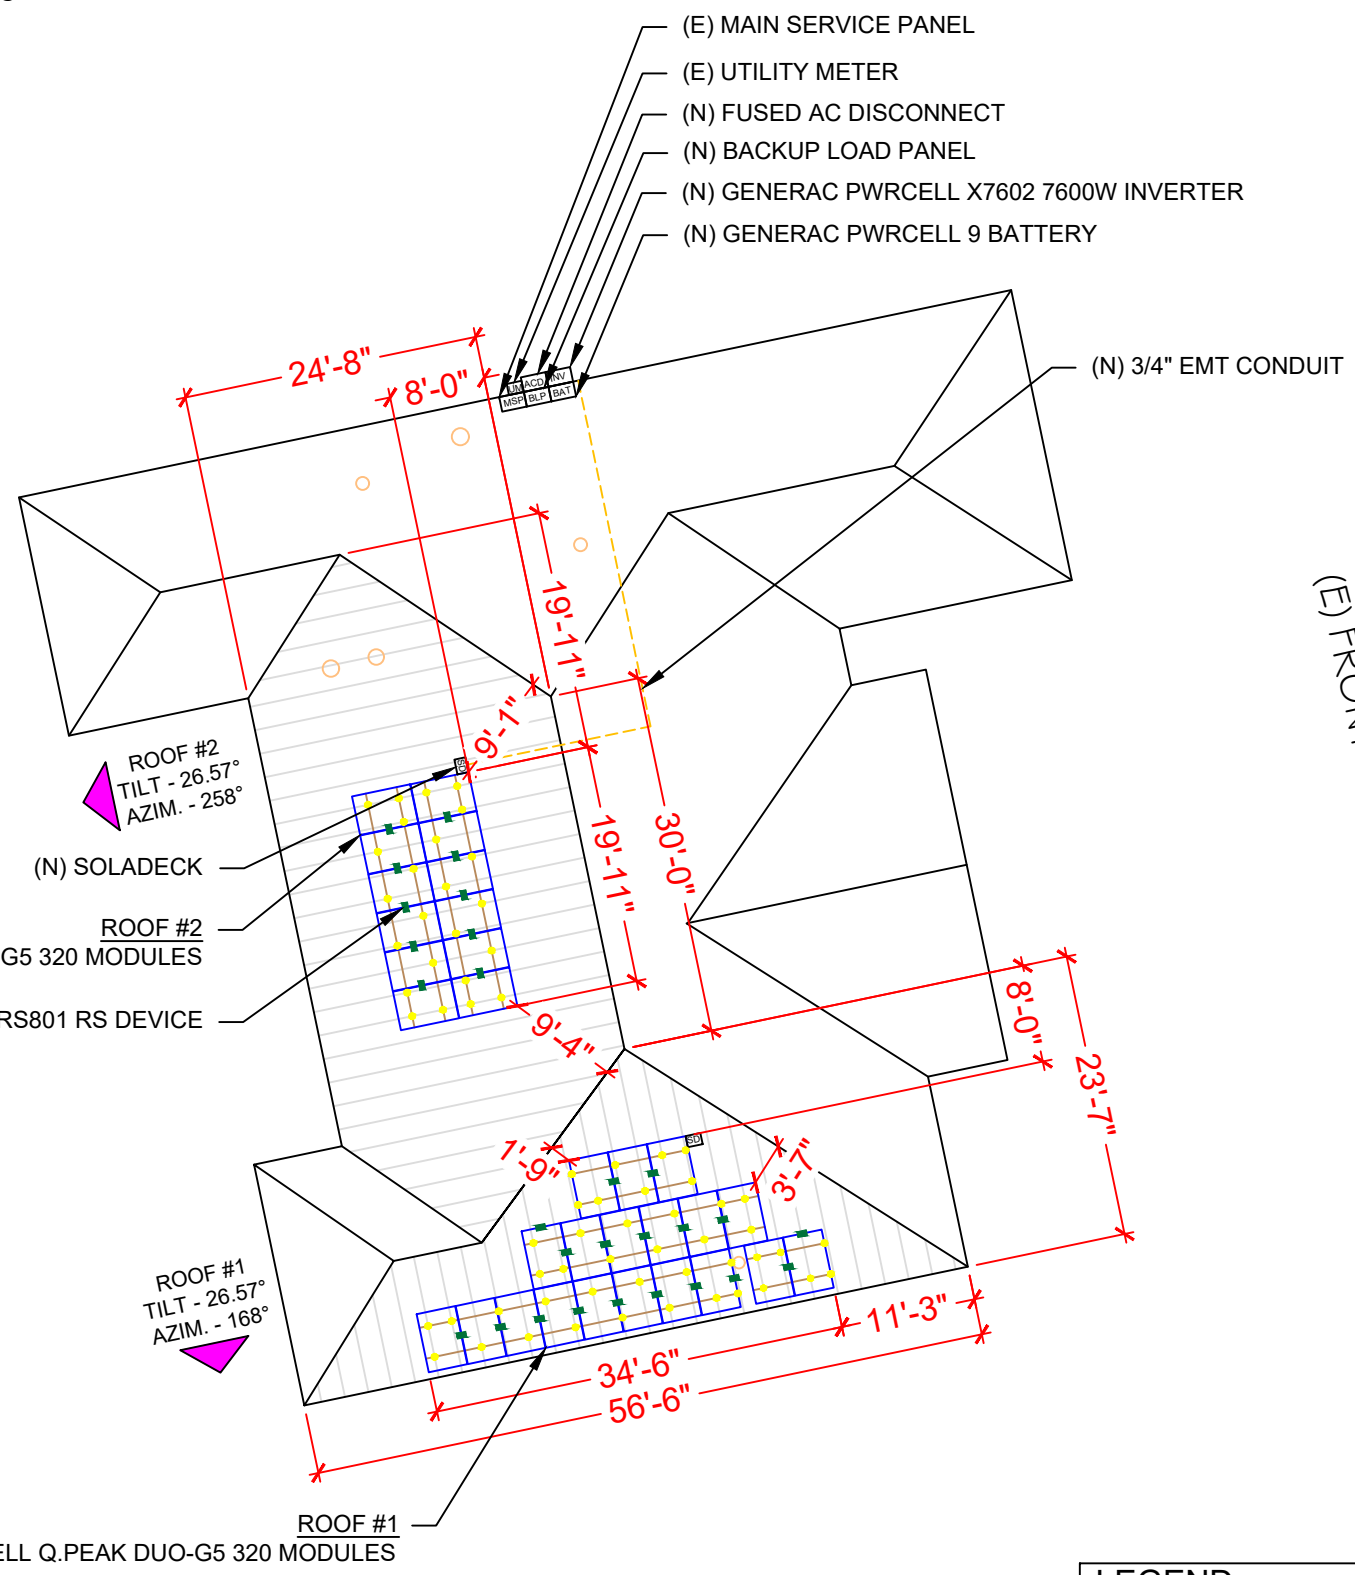 (E) MAIN SERVICE PANEL
(E) UTILITY METER
(N) FUSED AC DISCONNECT
(N) BACKUP LOAD PANEL
(N) GENERAC PWRCELL X7602 7600W INVERTER
(N) GENERAC PWRCELL 9 BATTERY
(N) 3/4" EMT CONDUIT
24'-8"
8'-0"
UM ACD INV
MSP BLP BAT
19'-11"
(E) FRONT
9'-1"
SD
ROOF #2
TILT - 26.57°
AZIM. - 258°
(N) SOLADECK
19'-11"
30'-0"
ROOF #2
G5 320 MODULES
RS801 RS DEVICE
9'-4"
8'-0"
23'-7"
1'-9"
SD
3'-7"
ROOF #1
TILT - 26.57°
AZIM. - 168°
11'-3"
34'-6"
56'-6"
ROOF #1
ELL Q.PEAK DUO-G5 320 MODULES
LEGEND